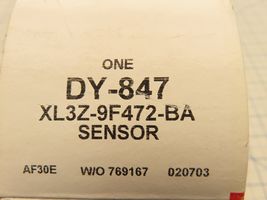 ONE
DY-847
XL3Z-9F472-BA
SENSOR
AF30E W/O 769167 020703